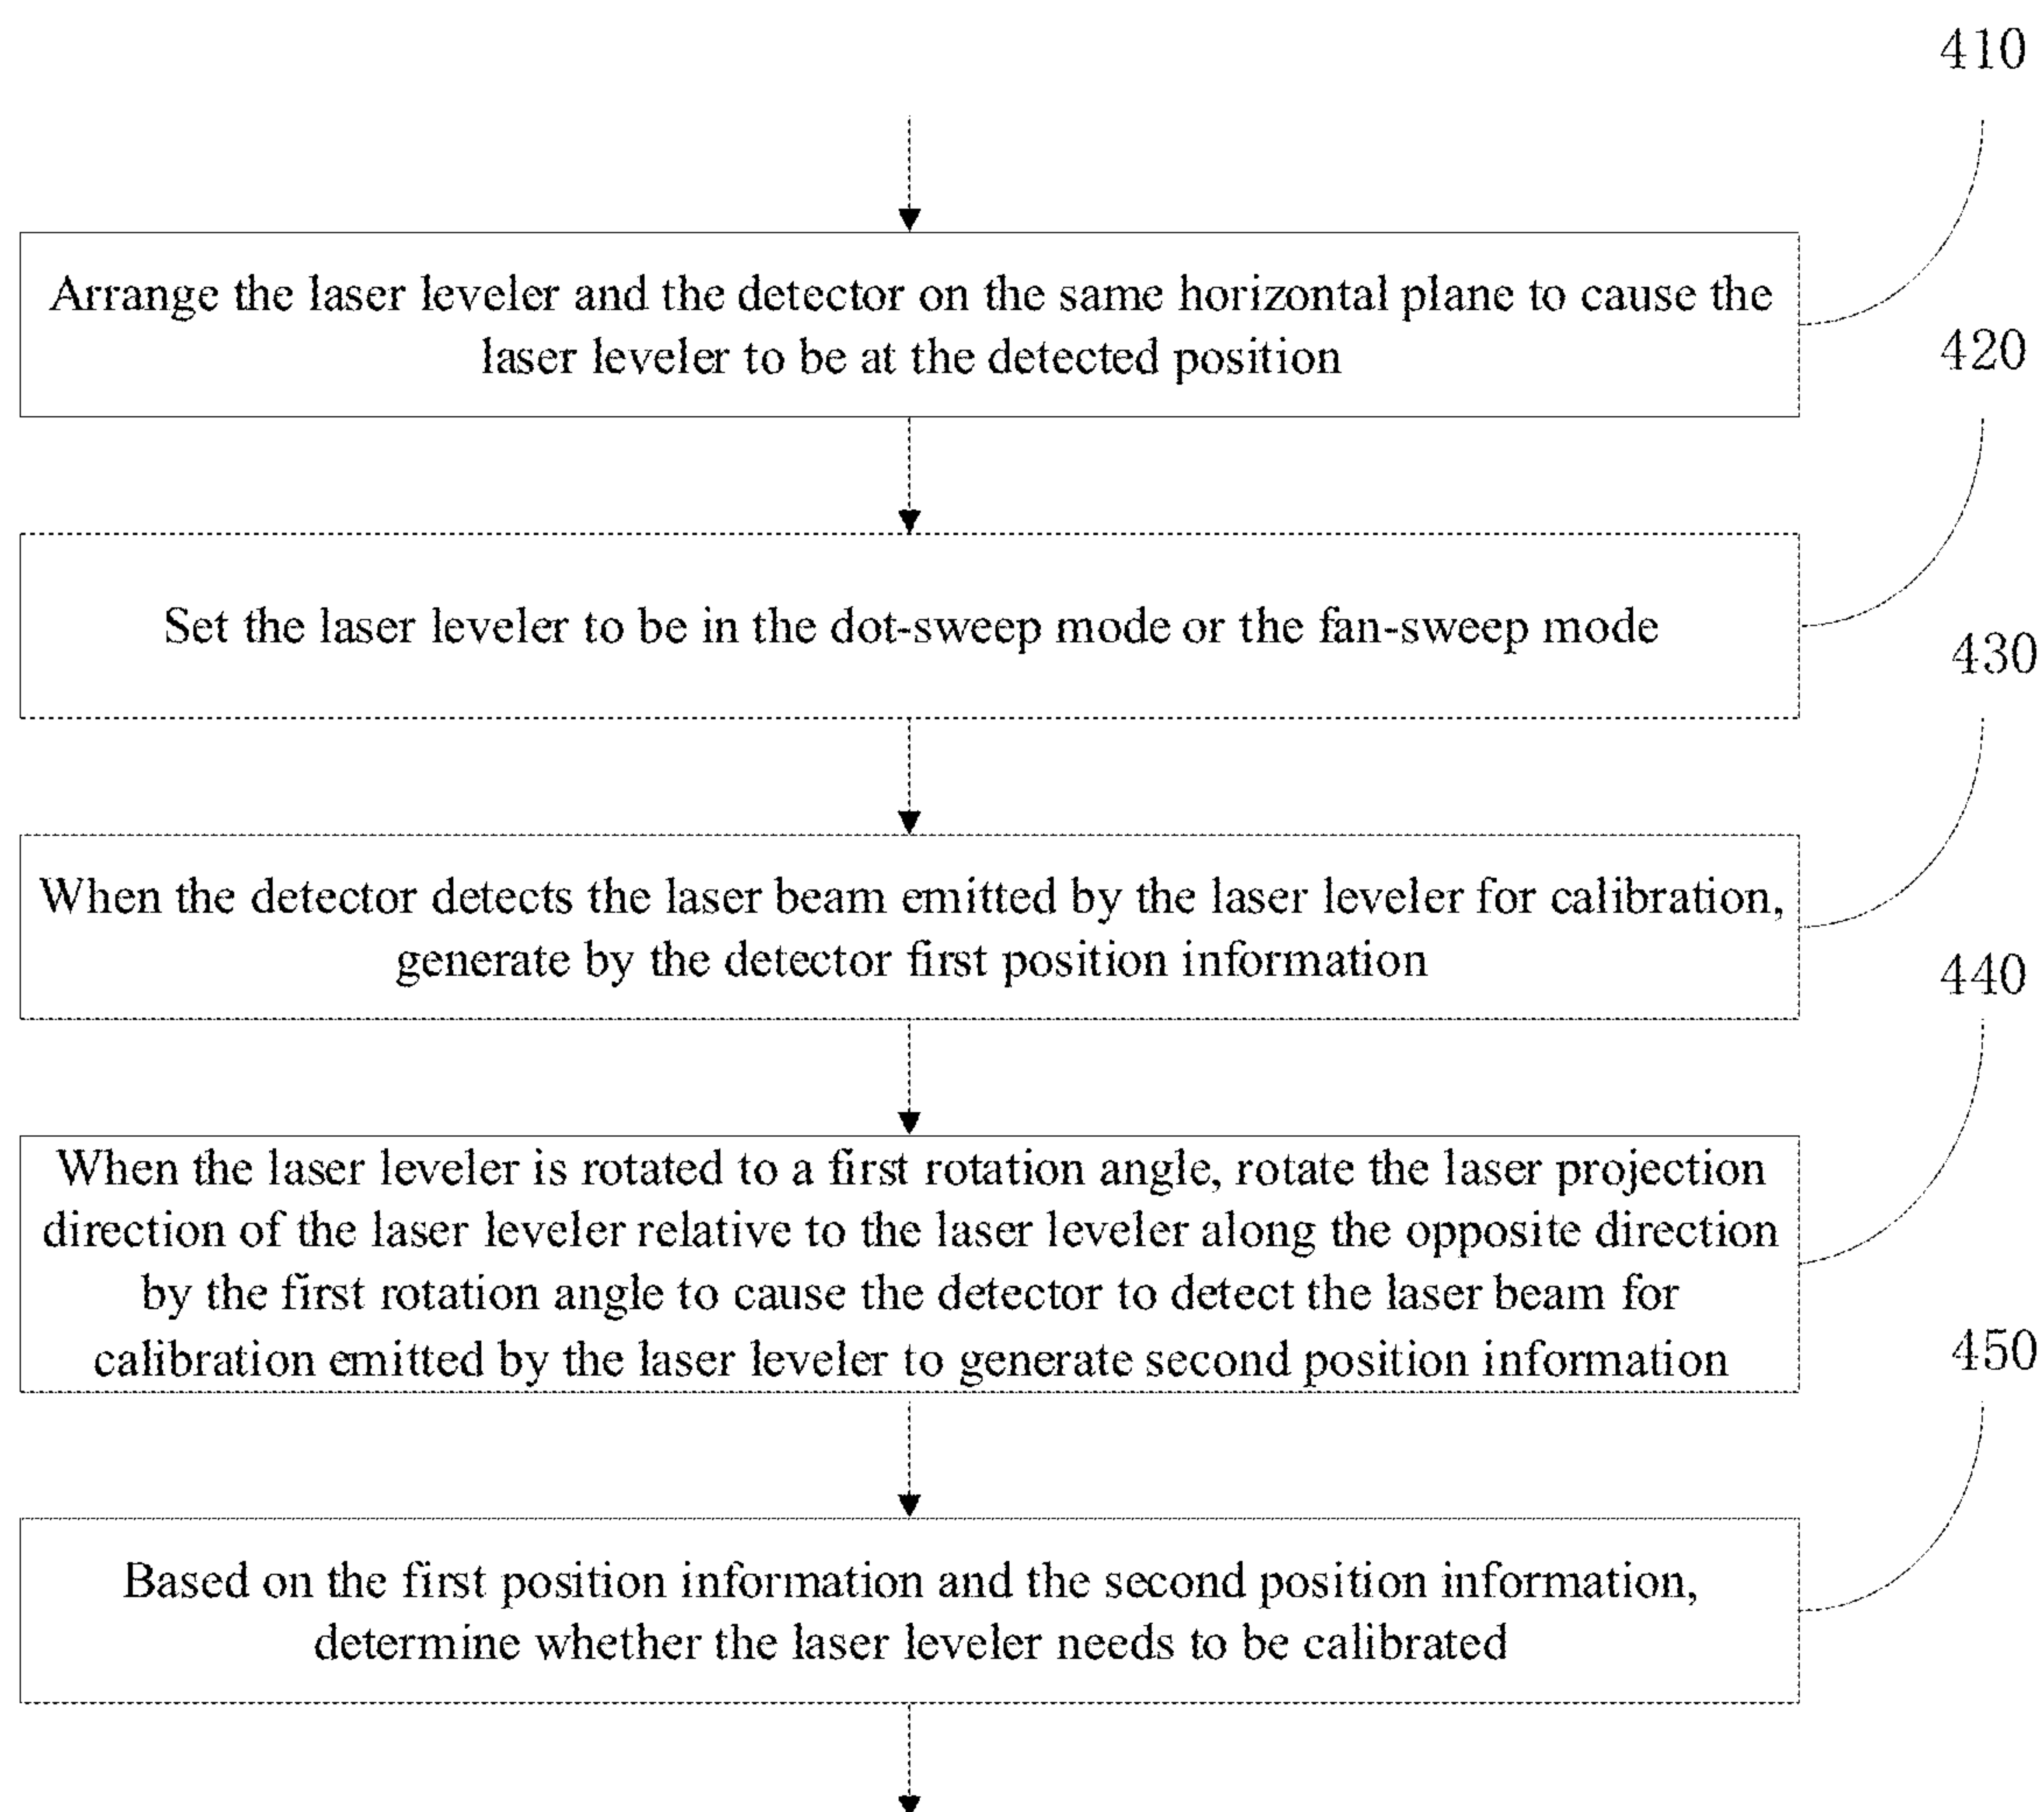 410
Arrange the laser leveler and the detector on the same horizontal plane to cause the
laser leveler to be at the detected position
420
Set the laser leveler to be in the dot-sweep mode or the fan-sweep mode
430
When the detector detects the laser beam emitted by the laser leveler for calibration,
generate by the detector first position information
440
When the laser leveler is rotated to a first rotation angle, rotate the laser projection
direction of the laser leveler relative to the laser leveler along the opposite direction
by the first rotation angle to cause the detector to detect the laser beam for
calibration emitted by the laser leveler to generate second position information
450
Based on the first position information and the second position information,
determine whether the laser leveler needs to be calibrated